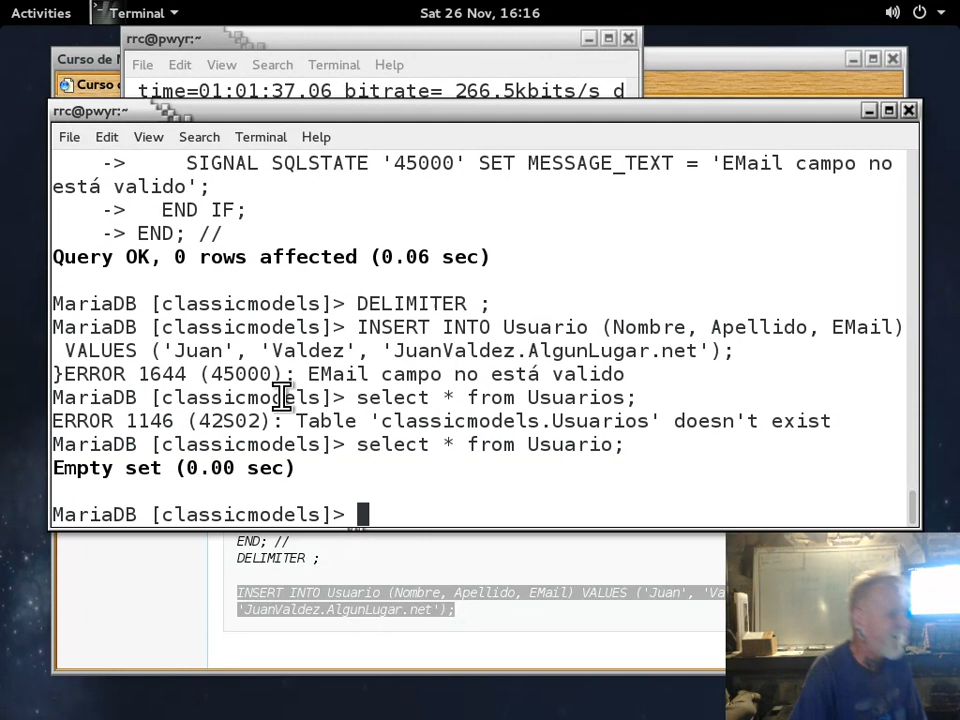 Activities
Terminal
Sat 26 Nov, 16:16
rrc@pwyr:~
Curso de
File Edit View Search Terminal Help
Curso
time=01:01:37.06 bitrate= 266.5kbits/s d
rrc@pwyr:~
File Edit View Search Terminal Help
-> SIGNAL SQLSTATE '45000' SET MESSAGE_TEXT = 'EMail campo no
está valido';
-> END IF;
-> END; //
Query OK, 0 rows affected (0.06 sec)
MariaDB [classicmodels]> DELIMITER ;
MariaDB [classicmodels]> INSERT INTO Usuario (Nombre, Apellido, EMail)
VALUES ('Juan', 'Valdez', 'JuanValdez.AlgunLugar.net');
}ERROR 1644 (45000): EMail campo no está valido
MariaDB [classicmodels]> select * from Usuarios;
ERROR 1146 (42S02): Table 'classicmodels.Usuarios' doesn't exist
MariaDB [classicmodels]> select * from Usuario;
Empty set (0.00 sec)
MariaDB [classicmodels]>
END; //
DELIMITER ;
INSERT INTO Usuario (Nombre, Apellido, EMail) VALUES ('Juan', 'Va
'JuanValdez.AlgunLugar.net');